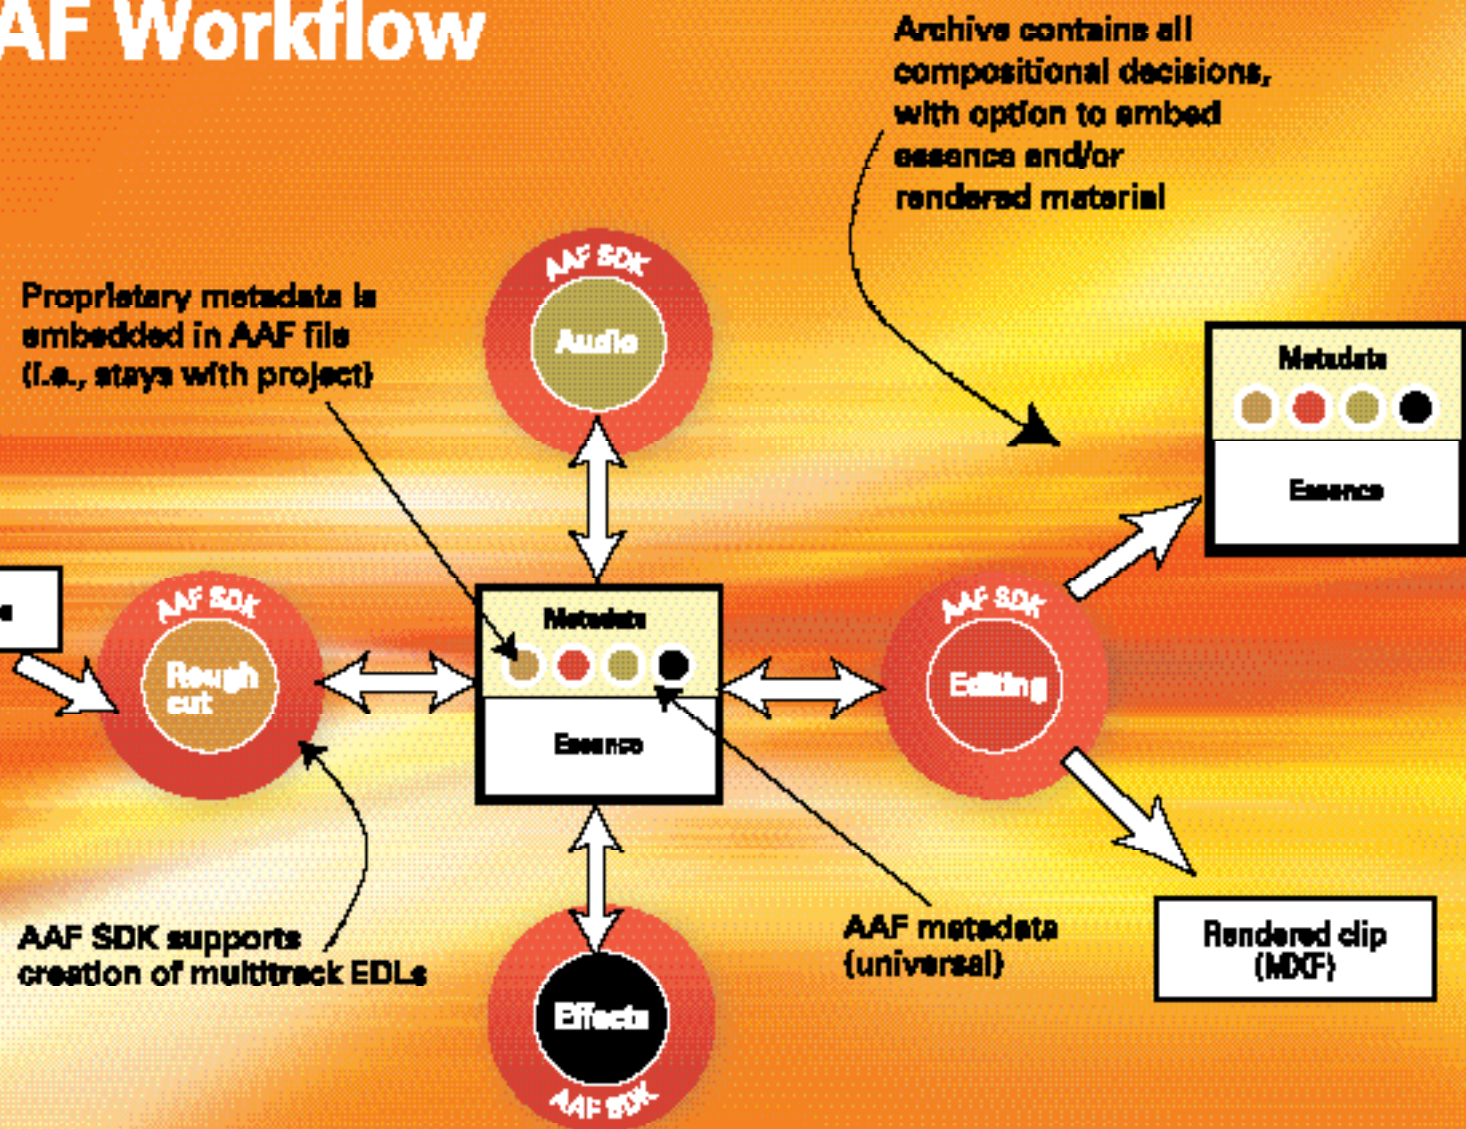 AF Workflow
Archive contains all
compositional decisions,
with option to embed
essence and/or
rendered material
Proprietary metadata is
embedded in AAF file
(i.e., stays with project)
AAF SDK
Audio
Metadata
Essence
AAF SDK
Rough
cut
Metadata
Essence
AAF SDK
Editing
AAF SDK supports
creation of multitrack EDLs
AAF metadata
(universal)
Rendered clip
(MXF)
Effects
AAF SDK